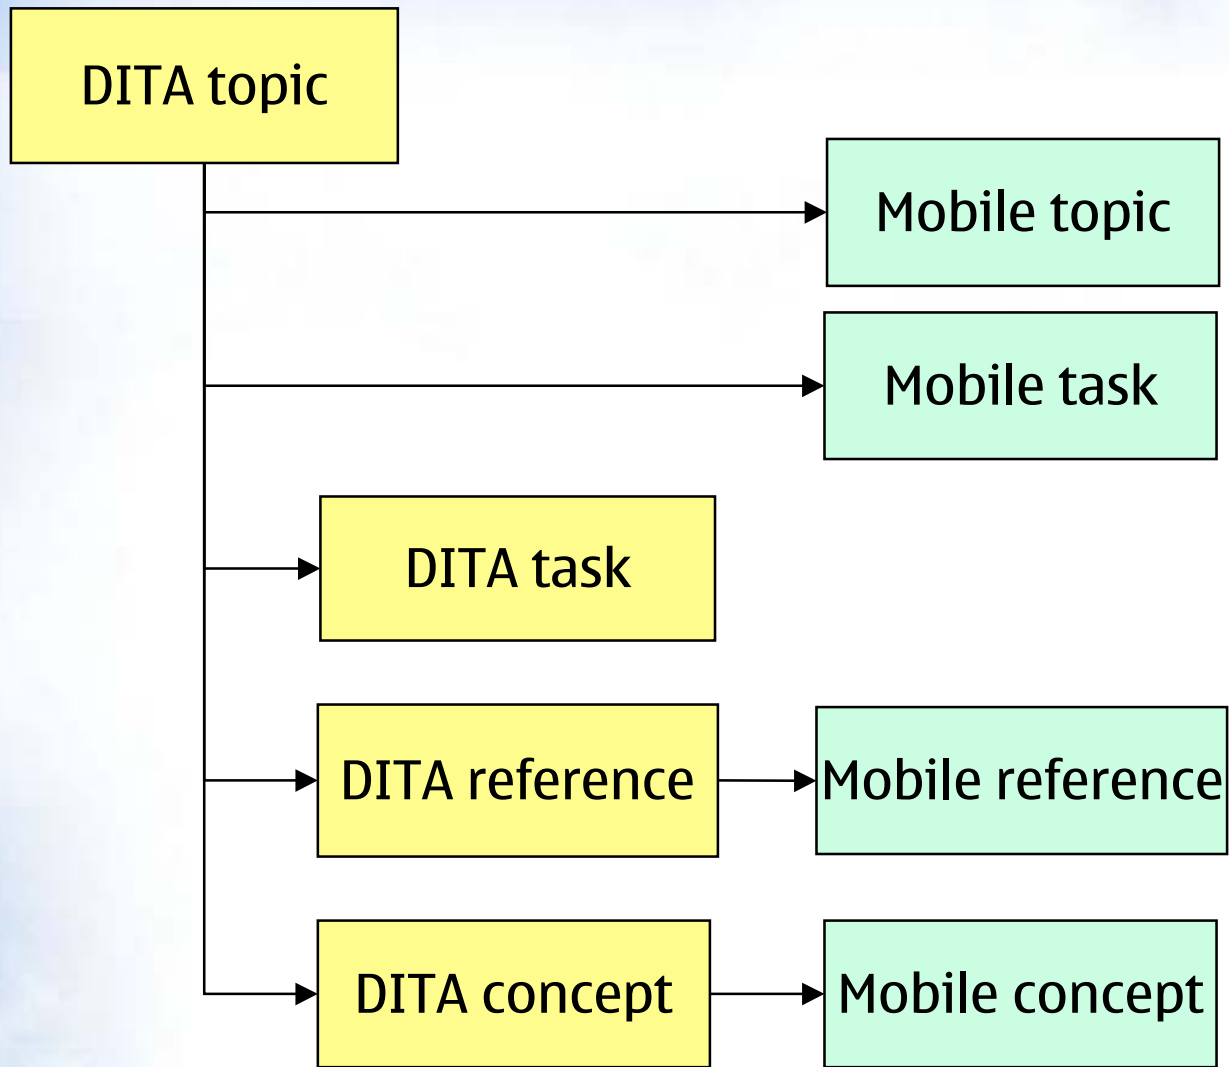 DITA topic
Mobile topic
Mobile task
DITA task
DITA reference
Mobile reference
DITA concept
Mobile concept